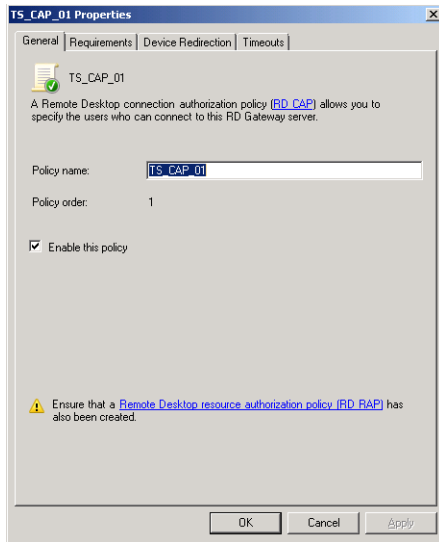 TS_CAP_01 Properties
General Requirements Device Redirection Timeouts
TS_CAP_01
A Remote Desktop connection authorization policy (RD CAP) allows you to
specify the users who can connect to this RD Gateway server.
Policy name: TS_CAP_01
Policy order: 1
Enable this policy
Ensure that a Remote Desktop resource authorization policy (RD RAP) has
also been created.
OK Cancel Apply